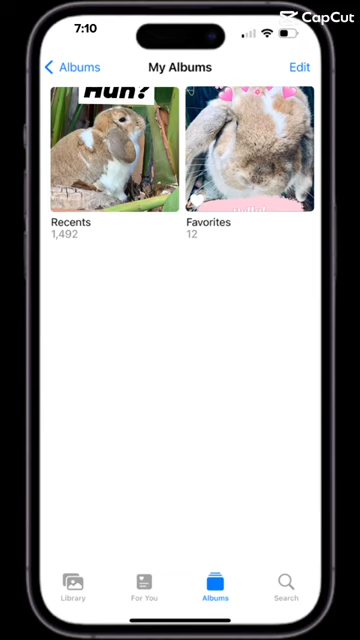 7:10
CapCut
Albums
My Albums
Edit
Huh?
Recents
1,492
Favorites
12
Library
For You
Albums
Search